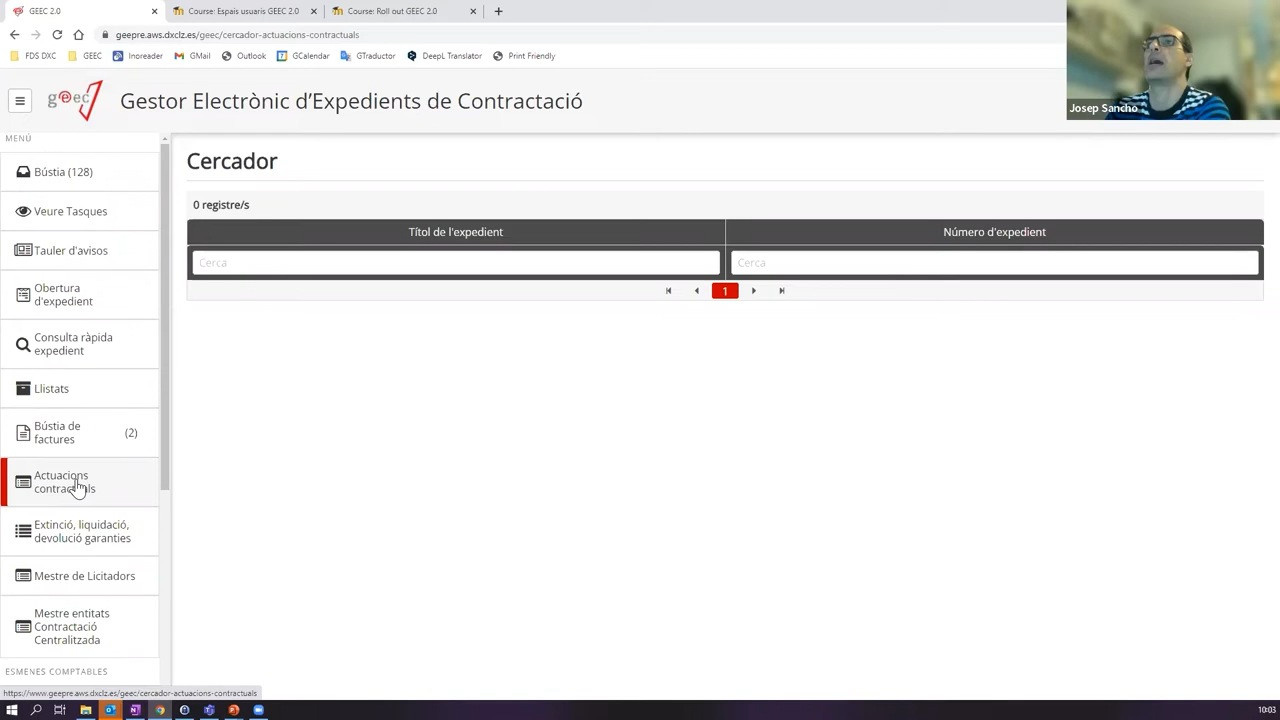 GEEC 2.0
Course: Espais usuaris GEEC 2.0
Course: Roll out GEEC 2.0
geepre.aws.dxclz.es/geec/cercador-actuacions-contractuals
FDS DXC
GEEC
Inoreader
GMail
Outlook
GCalendar
GTraductor
DeepL Translator
Print Friendly
geec
Gestor Electrònic d'Expedients de Contractació
Josep Sancho
MENÚ
Bústia (128)
Veure Tasques
Tauler d'avisos
Obertura
d'expedient
Consulta ràpida
expedient
Llistats
Bústia de
factures
(2)
Actuacions
contractuals
Extinció, liquidació,
devolució garanties
Mestre de Licitadors
Mestre entitats
Contractació
Centralitzada
ESMENES COMPTABLES
Cercador
0 registre/s
Títol de l'expedient
Número d'expedient
Cerca
Cerca
1
https://www.geepre.aws.dxclz.es/geec/cercador-actuacions-contractuals
10:03